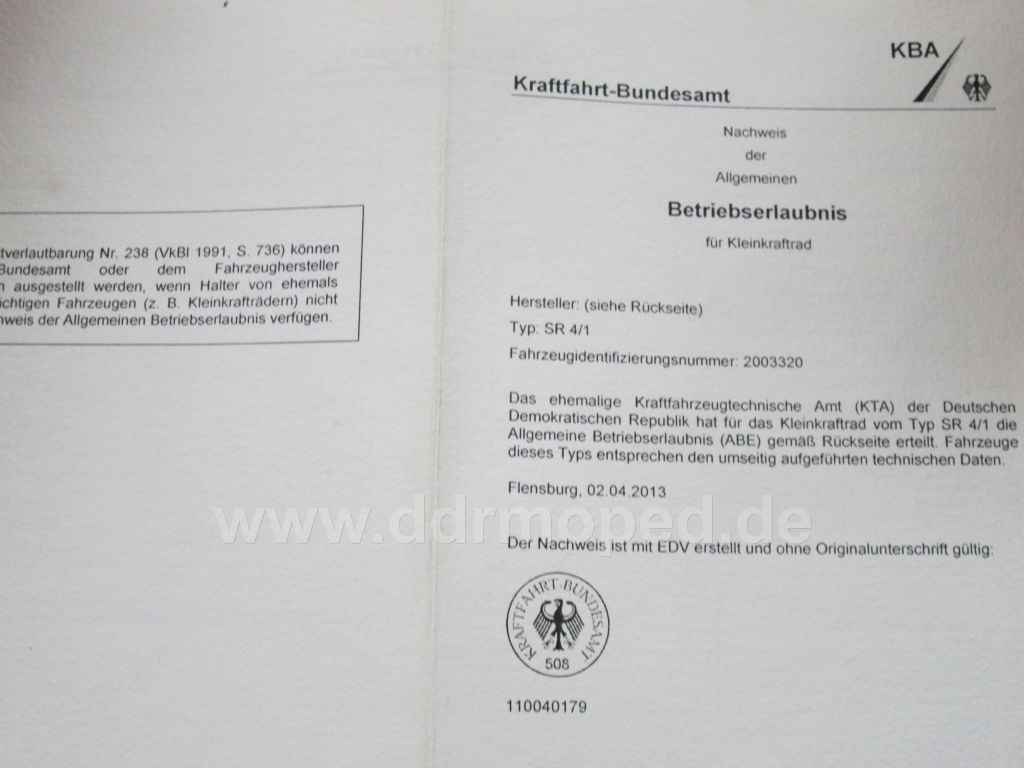 tverlautbarung Nr. 238 (VkBl 1991, S. 736) können
Bundesamt oder dem Fahrzeughersteller
ausgestellt werden, wenn Halter von ehemals
ichtigen Fahrzeugen (z. B. Kleinkrafträdern) nicht
weis der Allgemeinen Betriebserlaubnis verfügen.
KBA
Kraftfahrt-Bundesamt
Nachweis
der
Allgemeinen
Betriebserlaubnis
für Kleinkraftrad
Hersteller: (siehe Rückseite)
Typ: SR 4/1
Fahrzeugidentifizierungsnummer: 2003320
Das ehemalige Kraftfahrzeugtechnische Amt (KTA) der Deutschen
Demokratischen Republik hat für das Kleinkraftrad vom Typ SR 4/1 die
Allgemeine Betriebserlaubnis (ABE) gemäß Rückseite erteilt. Fahrzeuge
dieses Typs entsprechen den umseitig aufgeführten technischen Daten.
Flensburg, 02.04.2013
www.ddrmoped.de
Der Nachweis ist mit EDV erstellt und ohne Originalunterschrift gültig:
KRAFTFAHRT-BUNDESAMT
508
110040179